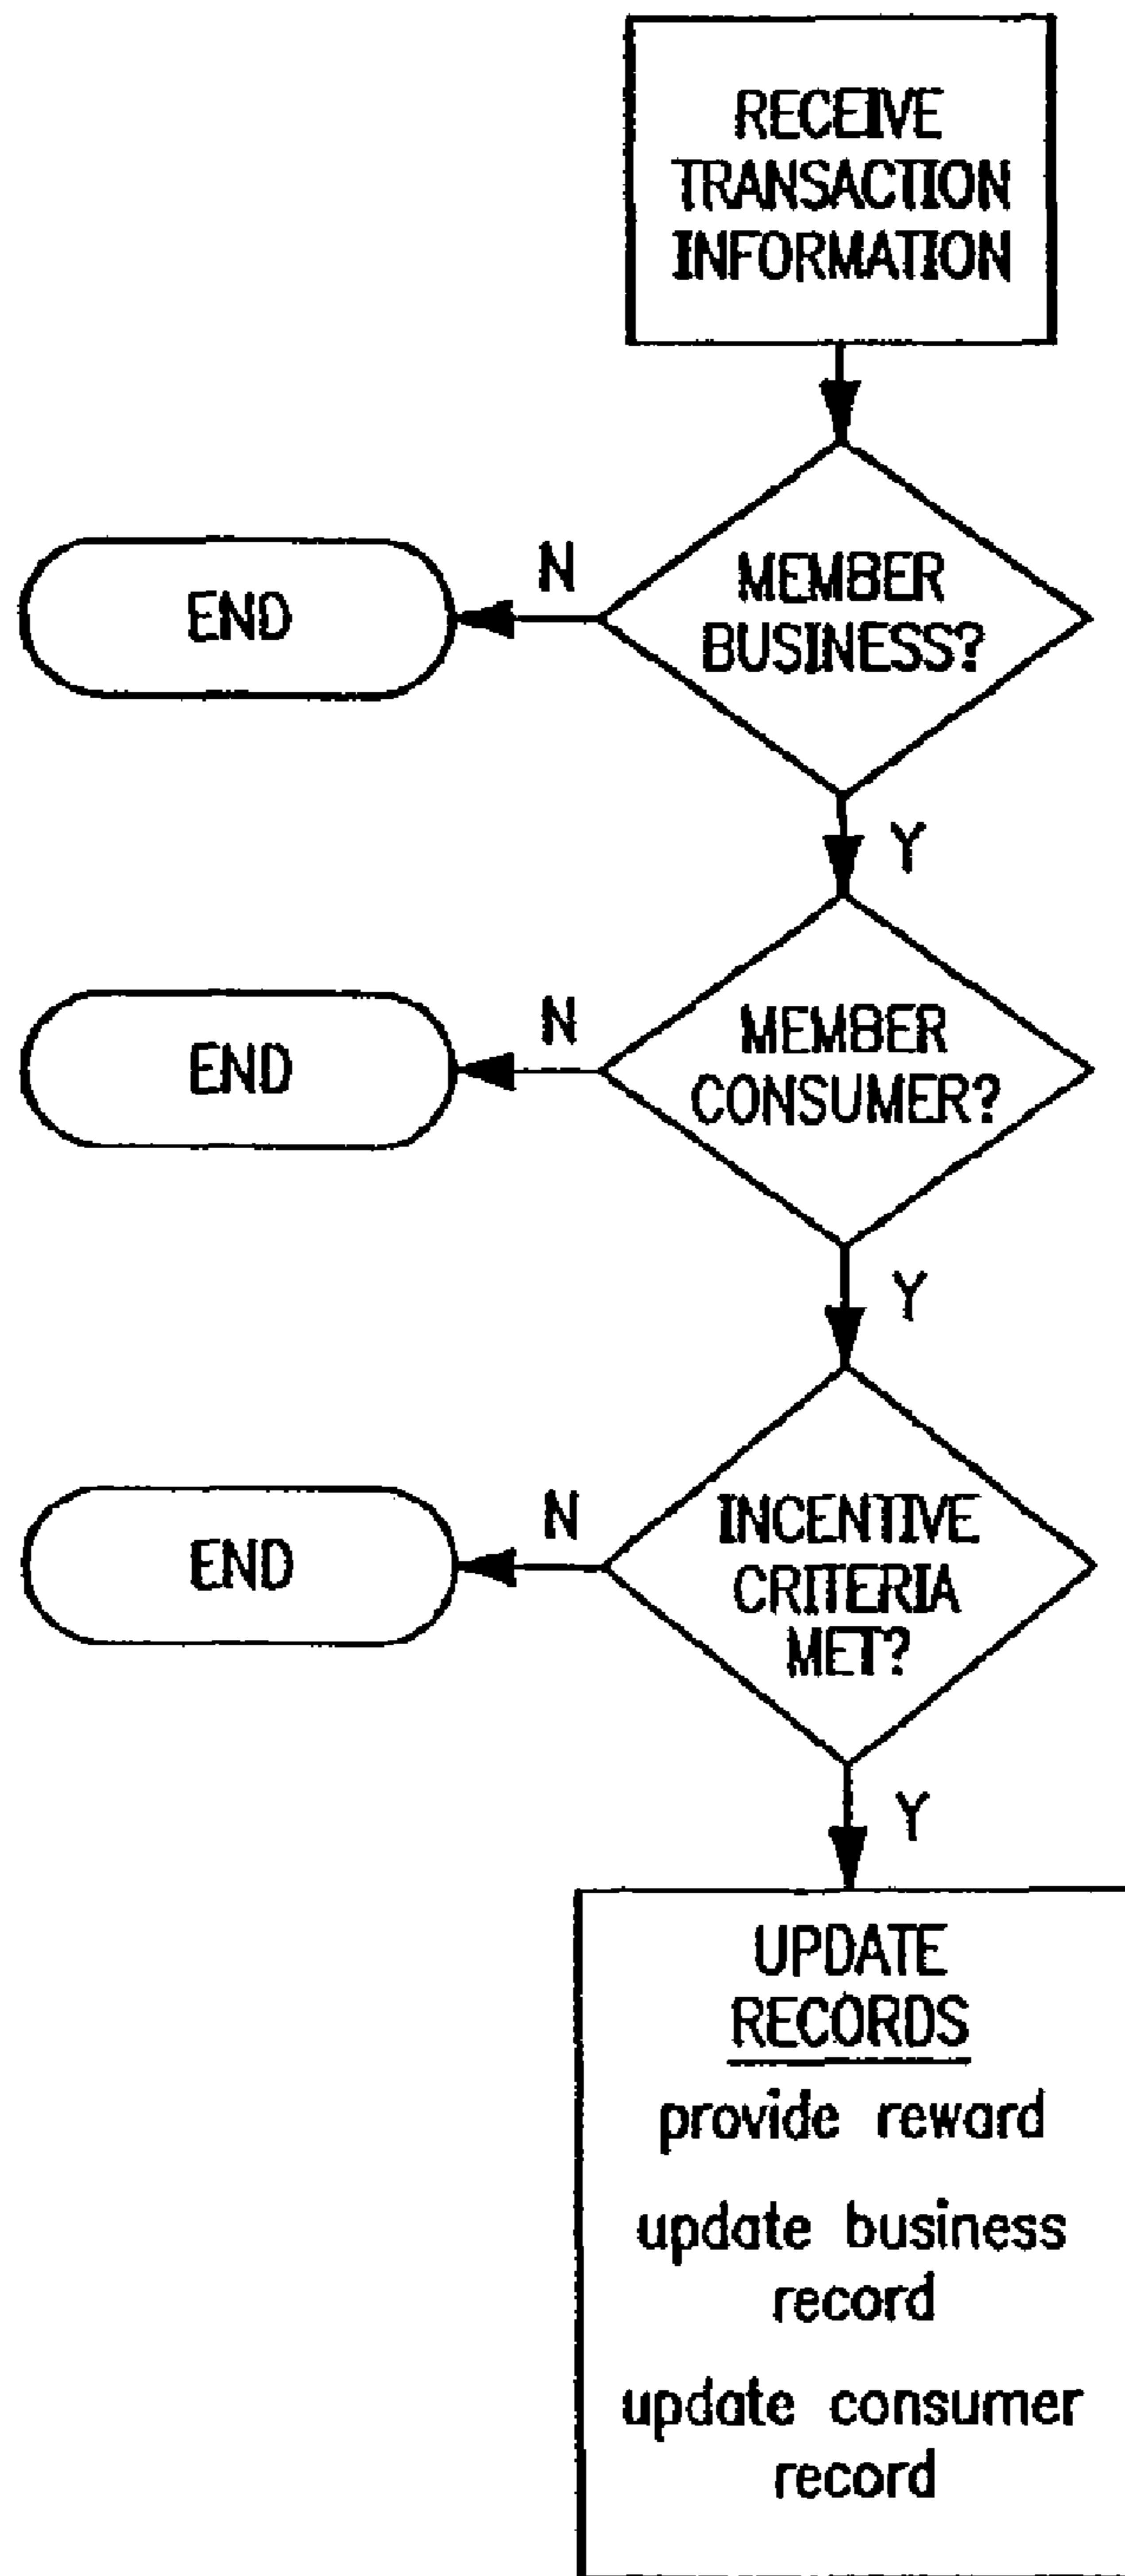 RECEIVE
TRANSACTION
INFORMATION
MEMBER
BUSINESS?
N
END
Y
MEMBER
CONSUMER?
N
END
Y
INCENTIVE
CRITERIA
MET?
N
END
Y
UPDATE
RECORDS
provide reward
update business
record
update consumer
record